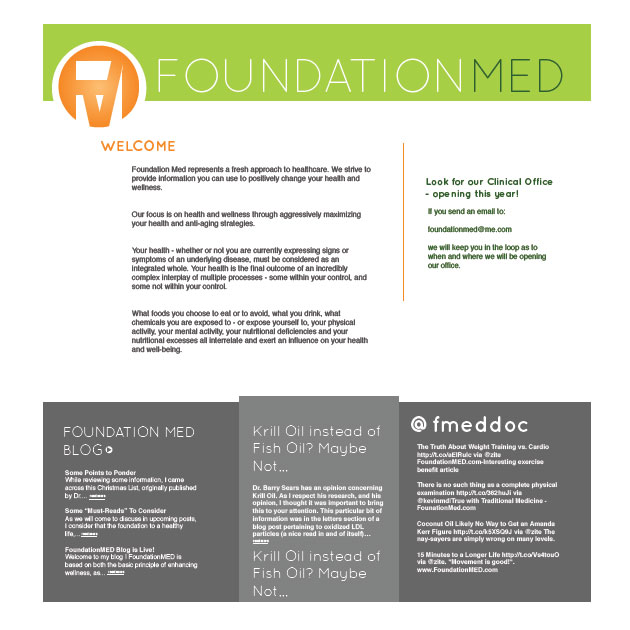 FOUNDATIONMED
WELCOME
Foundation Med represents a fresh approach to healthcare. We strive to
provide information you can use to positively change your health and
wellness.
Our focus is on health and wellness through aggressively maximizing
your health and anti-aging strategies.
Your health - whether or not you are currently expressing signs or
symptoms of an underlying disease, must be considered as an
integrated whole. Your health is the final outcome of an incredibly
complex interplay of multiple processes - some within your control, and
some not within your control.
What foods you choose to eat or to avoid, what you drink, what
chemicals you are exposed to - or expose yourself to, your physical
activity, your mental activity, your nutritional deficiencies and your
nutritional excesses all interrelate and exert an influence on your health
and well-being.
Look for our Clinical Office
- opening this year!
If you send an email to:
foundationmed@me.com
we will keep you in the loop as to
when and where we will be opening
our office.
FOUNDATION MED
BLOG
Some Points to Ponder
While reviewing some information, I came
across this Christmas List, originally published
by Dr....
Some "Must-Reads" To Consider
As we will come to discuss in upcoming posts,
I consider that the foundation to a healthy
life,...
FoundationMED Blog is Live!
Welcome to my blog ! FoundationMED is
based on both the basic principle of enhancing
wellness, as...
Krill Oil instead of
Fish Oil? Maybe
Not...
Dr. Barry Sears has an opinion concerning
Krill Oil. As I respect his research, and his
opinion, I thought it was important to bring
this to your attention. This particular bit of
information was in the letters section of a
blog post pertaining to oxidized LDL
particles (a nice read in and of itself)...
Krill Oil instead of
Fish Oil? Maybe
Not...
@fmeddoc
The Truth About Weight Training vs. Cardio
http://t.co/aEIRulc via @zite
FoundationMED.com-Interesting exercise
benefit article
There is no such thing as a complete physical
examination http://t.co/362huJi via
@kevinmd!True with Traditional Medicine -
FounationMed.com
Coconut Oil Likely No Way to Get an Amanda
Kerr Figure http://t.co/k5XSQ9J via @zite The
nay-sayers are simply wrong on many levels.
15 Minutes to a Longer Life http://t.co/Vs4touO
via @zite. "Movement is good!".
www.FoundationMED.com